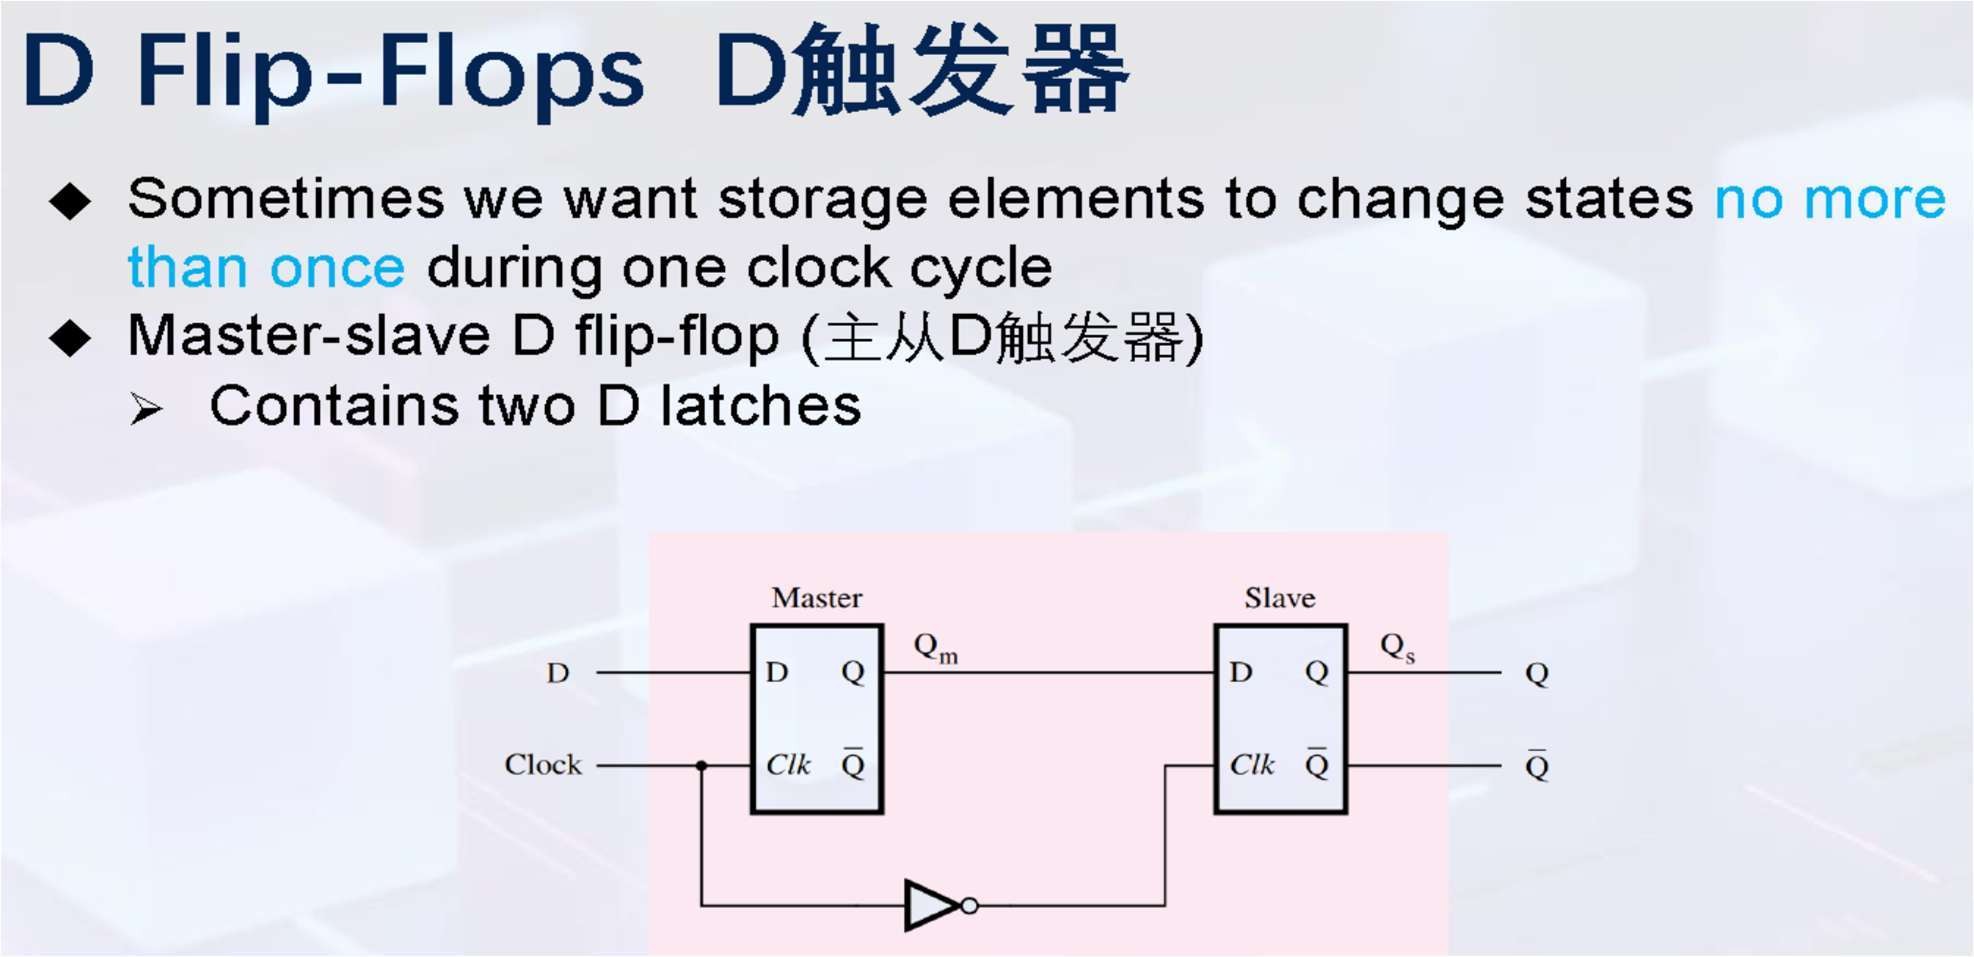 D Flip-Flops D触发器
◆ Sometimes we want storage elements to change states no more
than once during one clock cycle
◆ Master-slave D flip-flop (主从D触发器)
➢ Contains two D latches
Master Slave
Qm Qs
D D Q D Q Q
Clock Clk Q̅ Clk Q̅ Q̅